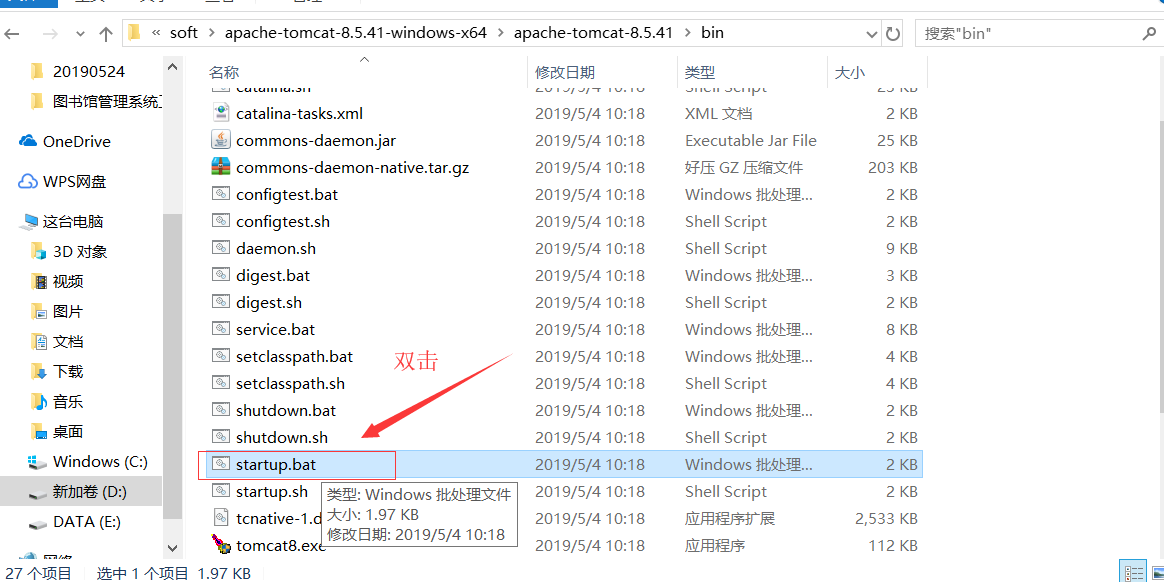 « soft > apache-tomcat-8.5.41-windows-x64 > apache-tomcat-8.5.41 > bin 搜索"bin"
名称 修改日期 类型 大小
20190524
图书馆管理系统
OneDrive
WPS网盘
这台电脑
3D 对象
视频
图片
文档
下载
音乐
桌面
Windows (C:)
新加卷 (D:)
DATA (E:)
网络
catalina.sh 2019/5/4 10:18 Shell Script 23 KB
catalina-tasks.xml 2019/5/4 10:18 XML 文档 2 KB
commons-daemon.jar 2019/5/4 10:18 Executable Jar File 25 KB
commons-daemon-native.tar.gz 2019/5/4 10:18 好压 GZ 压缩文件 203 KB
configtest.bat 2019/5/4 10:18 Windows 批处理... 2 KB
configtest.sh 2019/5/4 10:18 Shell Script 2 KB
daemon.sh 2019/5/4 10:18 Shell Script 9 KB
digest.bat 2019/5/4 10:18 Windows 批处理... 3 KB
digest.sh 2019/5/4 10:18 Shell Script 2 KB
service.bat 2019/5/4 10:18 Windows 批处理... 8 KB
setclasspath.bat 2019/5/4 10:18 Windows 批处理... 4 KB
双击
setclasspath.sh 2019/5/4 10:18 Shell Script 4 KB
shutdown.bat 2019/5/4 10:18 Windows 批处理... 2 KB
shutdown.sh 2019/5/4 10:18 Shell Script 2 KB
startup.bat 2019/5/4 10:18 Windows 批处理... 2 KB
startup.sh 2019/5/4 10:18 Shell Script 2 KB
tcnative-1.d 2019/5/4 10:18 应用程序扩展 2,533 KB
tomcat8.exe 2019/5/4 10:18 应用程序 112 KB
类型: Windows 批处理文件
大小: 1.97 KB
修改日期: 2019/5/4 10:18
27 个项目 选中 1 个项目 1.97 KB